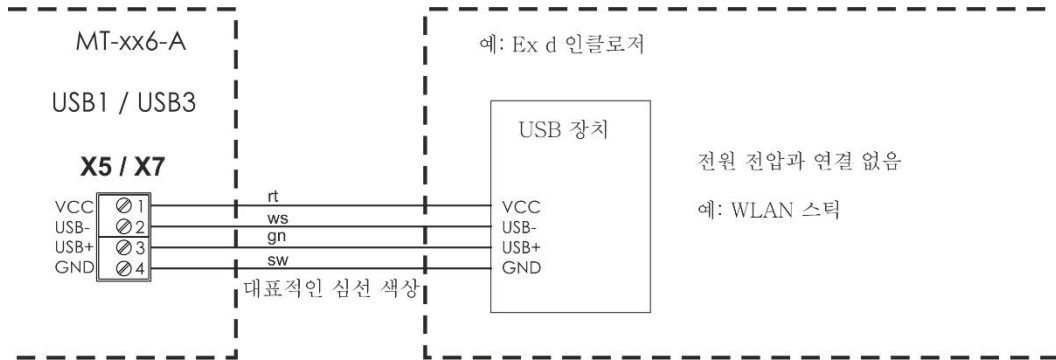 MT-xx6-A
USB1 / USB3
X5 / X7
VCC 1
USB- 2
USB+ 3
GND 4
rt
ws
gn
sw
대표적인 심선 색상
예: Ex d 인클로저
USB 장치
VCC
USB-
USB+
GND
전원 전압과 연결 없음
예: WLAN 스틱